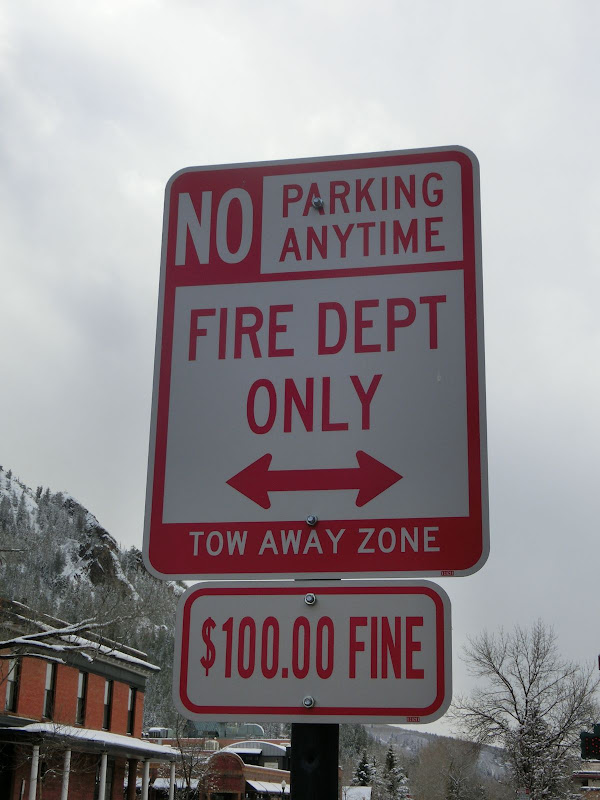 NO PARKING
ANYTIME
FIRE DEPT
ONLY
TOW AWAY ZONE
$100.00 FINE